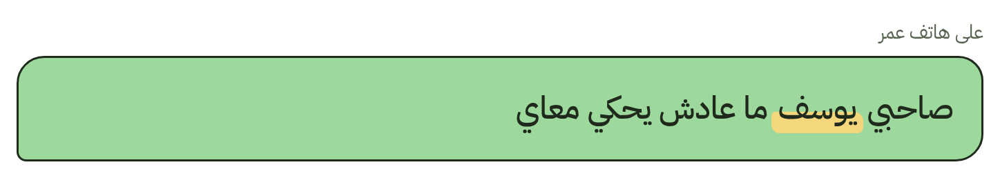 على هاتف عمر
صاحبي يوسف ما عادش يحكي معاي